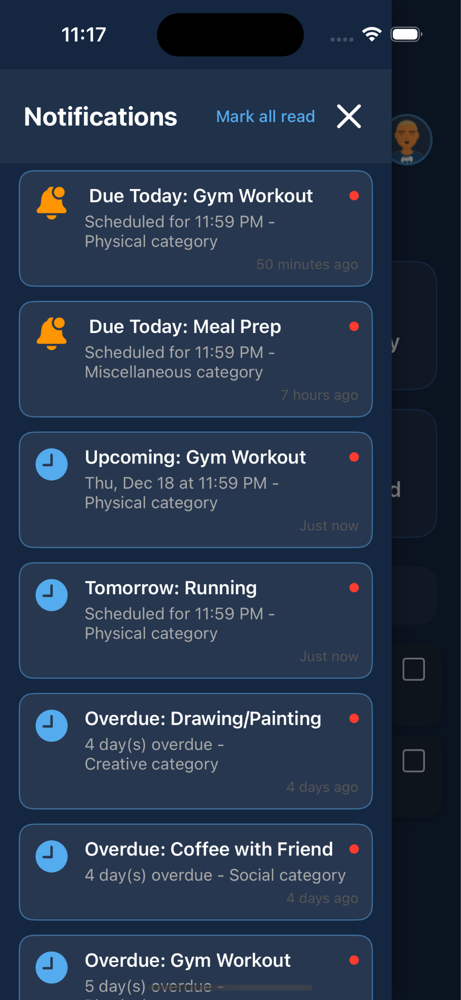 11:17
Notifications
Mark all read
Due Today: Gym Workout
Scheduled for 11:59 PM -
Physical category
50 minutes ago
Due Today: Meal Prep
Scheduled for 11:59 PM -
Miscellaneous category
7 hours ago
y
Upcoming: Gym Workout
Thu, Dec 18 at 11:59 PM -
Physical category
d
Just now
Tomorrow: Running
Scheduled for 11:59 PM -
Physical category
Just now
Overdue: Drawing/Painting
4 day(s) overdue -
Creative category
4 days ago
Overdue: Coffee with Friend
4 day(s) overdue - Social category
4 days ago
Overdue: Gym Workout
5 day(s) overdue -